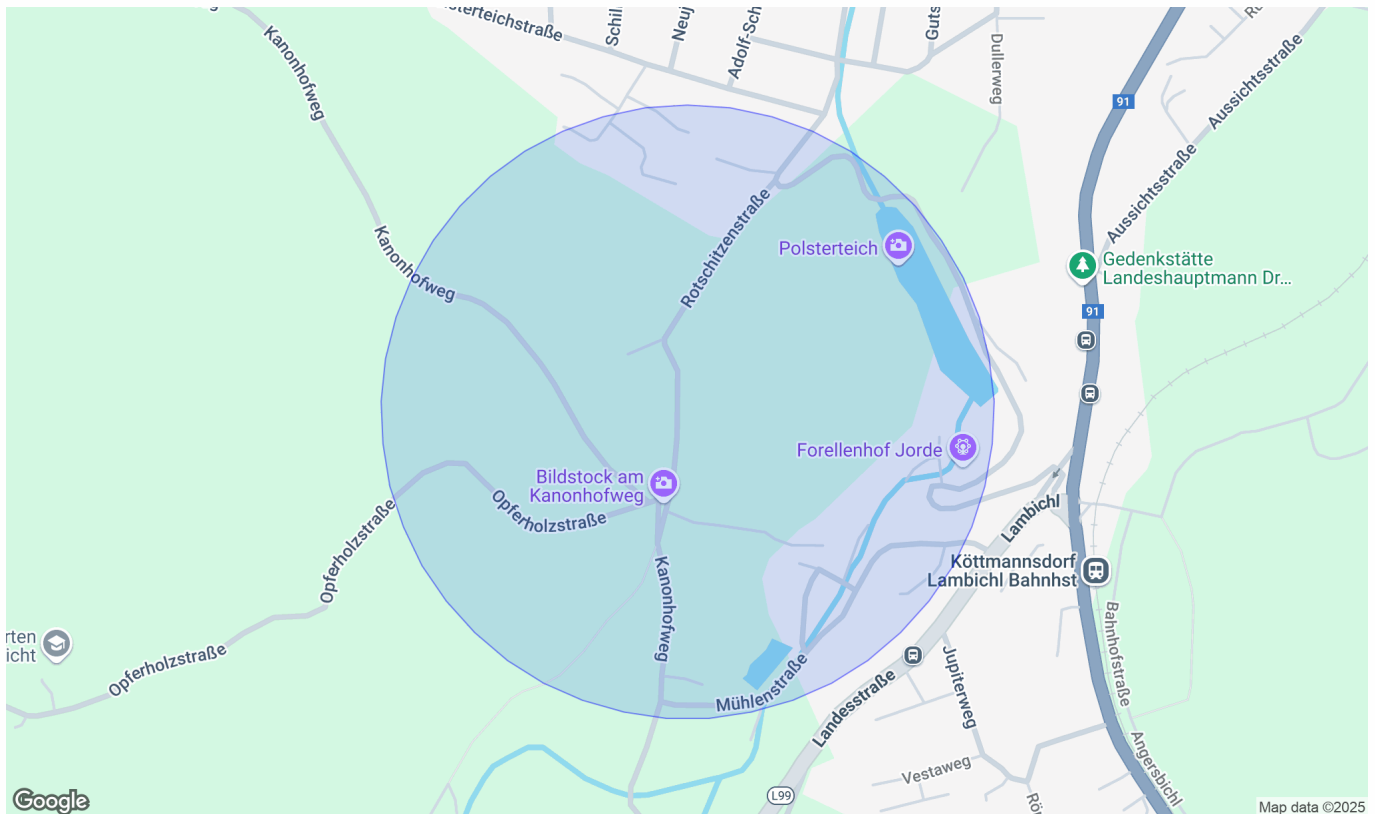 Kanonhofweg
Schil
Neuj
Adolf-Sch
Guts
Dullerweg
91
Aussichtsstraße
Kanonhofweg
Rotschitzenstraße
Polsterteich
Aussichtsstraße
Gedenkstätte
Landeshauptmann Dr...
91
Forellenhof Jorde
Bildstock am
Kanonhofweg
Opferholzstraße
Opferholzstraße
Lambichl
Köttmannsdorf
Lambichl Bahnhst
Kanonhofweg
Bahnhofstraße
rten
icht
Opferholzstraße
Mühlenstraße
Landesstraße
Jupiterweg
Vestaweg
Angersbichl
L99
Google
Map data ©2025